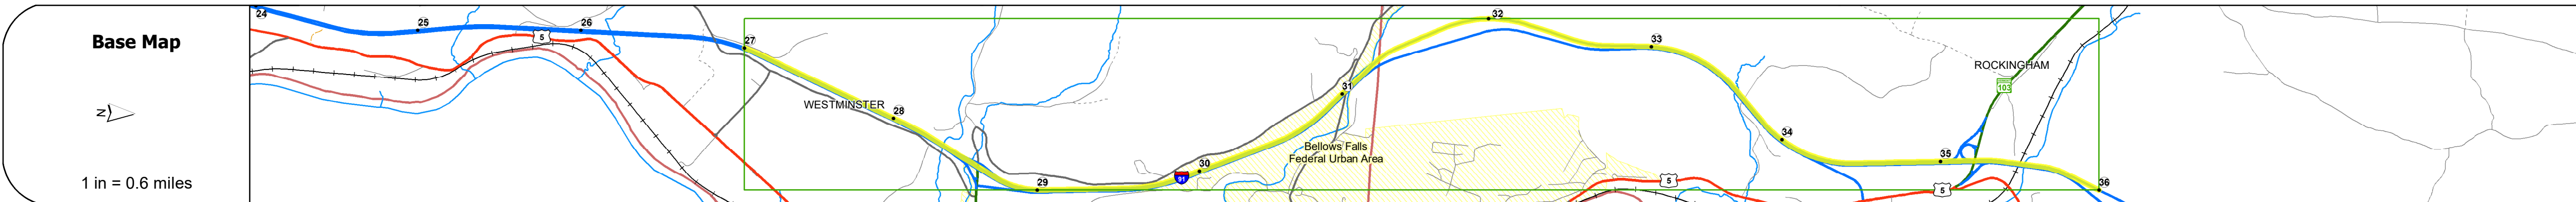 Base Map
N
1 in = 0.6 miles
24
25
26
5
27
WESTMINSTER
28
29
30
91
31
Bellows Falls
Federal Urban Area
32
33
34
5
35
5
ROCKINGHAM
103
36